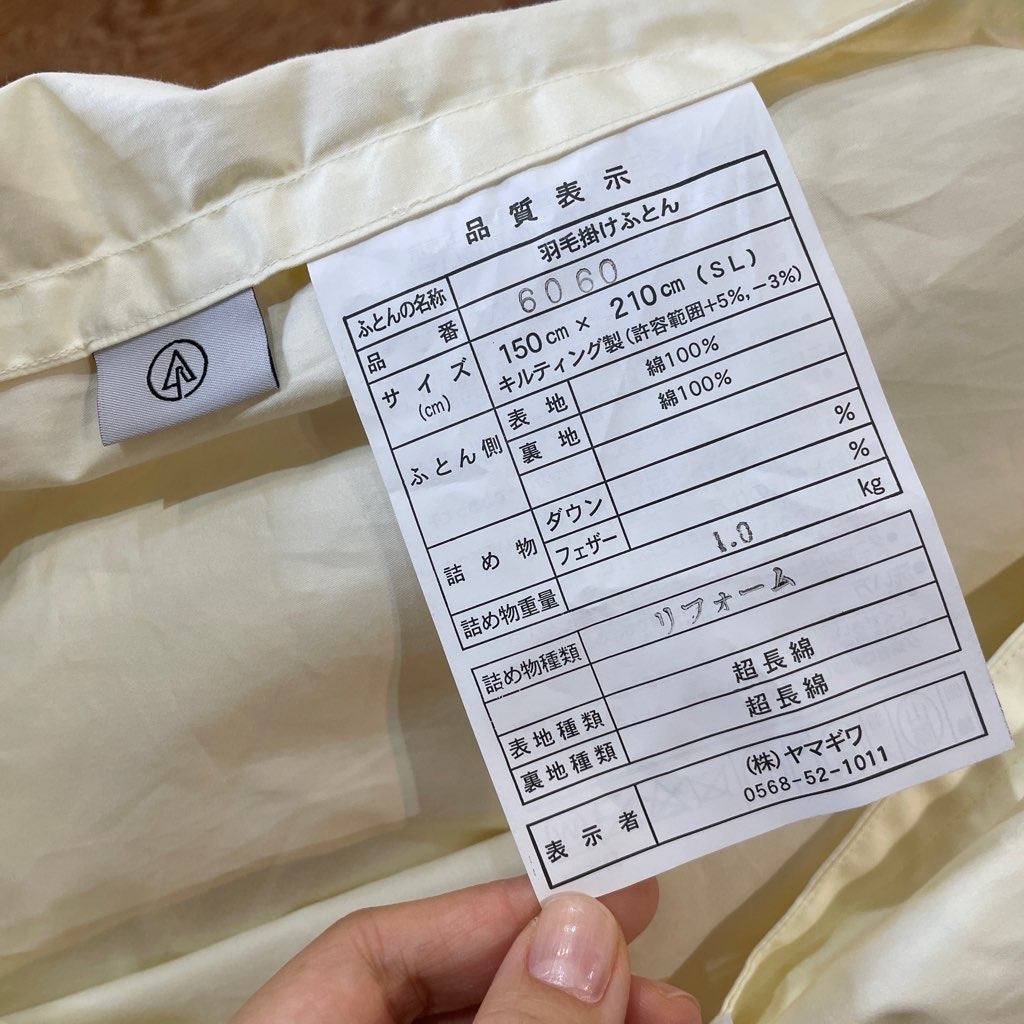 品質表示
ふとんの名称 羽毛掛けふとん
品番 6060
サイズ(cm) 150cm × 210cm (SL)
キルティング製(許容範囲+5%, -3%)
ふとん側 表地 綿100%
裏地 綿100%
詰め物 ダウン %
フェザー %
詰め物重量 1.0 kg
詰め物種類 リフォーム
表地種類 超長綿
裏地種類 超長綿
表示者 (株)ヤマギワ
0568-52-1011